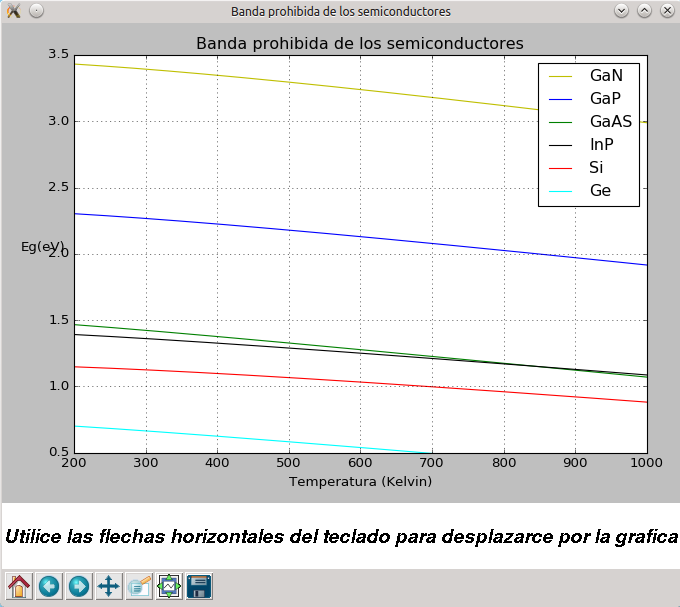 Banda prohibida de los semiconductores
Banda prohibida de los semiconductores
3.5
3.0
2.5
2.0
1.5
1.0
0.5
Eg(eV)
GaN
GaP
GaAS
InP
Si
Ge
200 300 400 500 600 700 800 900 1000
Temperatura (Kelvin)
Utilice las flechas horizontales del teclado para desplazarce por la grafica